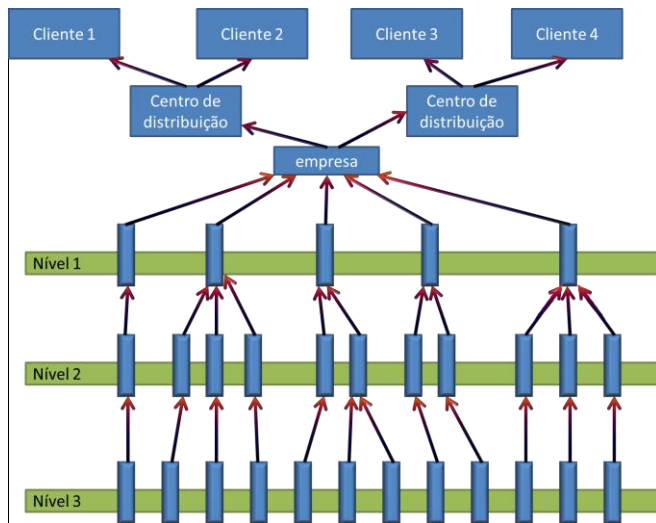 Cliente 1
Cliente 2
Cliente 3
Cliente 4
Centro de
distribuição
Centro de
distribuição
empresa
Nível 1
Nível 2
Nível 3